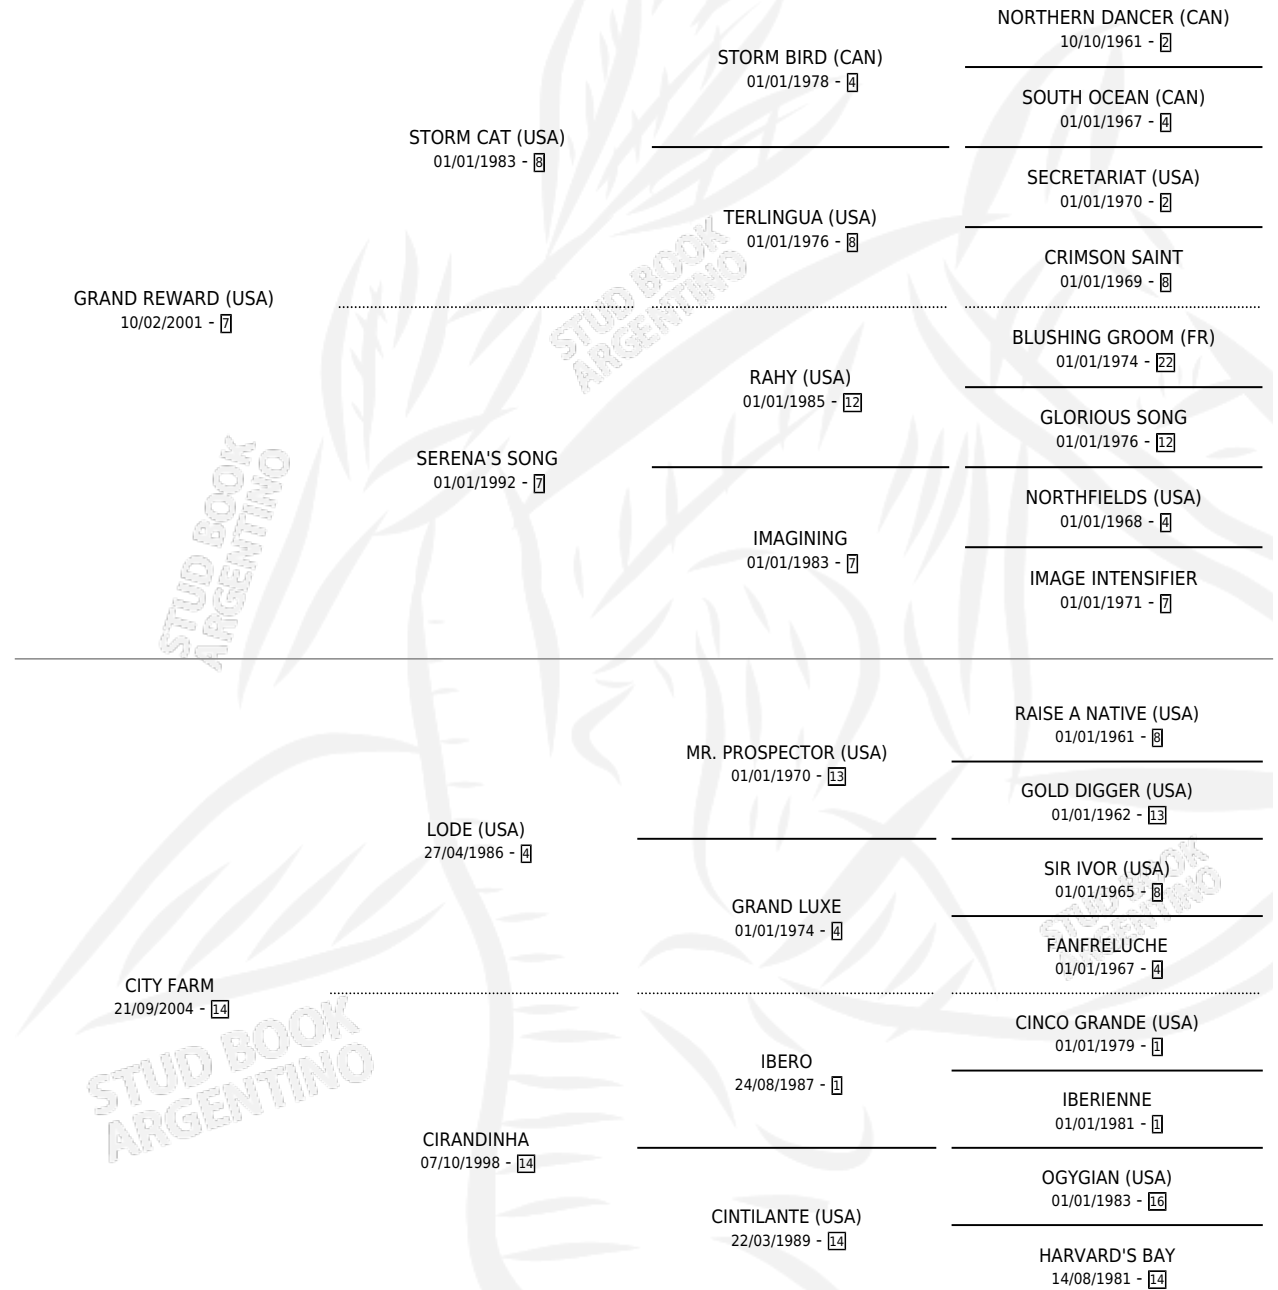 NORTHERN DANCER (CAN)
10/10/1961 - 2
STORM BIRD (CAN)
01/01/1978 - 4
SOUTH OCEAN (CAN)
01/01/1967 - 4
STORM CAT (USA)
01/01/1983 - 8
SECRETARIAT (USA)
01/01/1970 - 2
TERLINGUA (USA)
01/01/1976 - 8
CRIMSON SAINT
01/01/1969 - 8
GRAND REWARD (USA)
10/02/2001 - 7
BLUSHING GROOM (FR)
01/01/1974 - 22
RAHY (USA)
01/01/1985 - 12
GLORIOUS SONG
01/01/1976 - 12
SERENA'S SONG
01/01/1992 - 7
NORTHFIELDS (USA)
01/01/1968 - 4
IMAGINING
01/01/1983 - 7
IMAGE INTENSIFIER
01/01/1971 - 7
RAISE A NATIVE (USA)
01/01/1961 - 8
MR. PROSPECTOR (USA)
01/01/1970 - 13
GOLD DIGGER (USA)
01/01/1962 - 13
LODE (USA)
27/04/1986 - 4
SIR IVOR (USA)
01/01/1965 - 8
GRAND LUXE
01/01/1974 - 4
FANFRELUCHE
01/01/1967 - 4
CITY FARM
21/09/2004 - 14
CINCO GRANDE (USA)
01/01/1979 - 1
IBERO
24/08/1987 - 1
IBERIENNE
01/01/1981 - 1
CIRANDINHA
07/10/1998 - 14
OGYGIAN (USA)
01/01/1983 - 16
CINTILANTE (USA)
22/03/1989 - 14
HARVARD'S BAY
14/08/1981 - 14
STUD BOOK
ARGENTINO
STUD BOOK
ARGENTINO
STUD BOOK
ARGENTINO
STUD BOOK
ARGENTINO